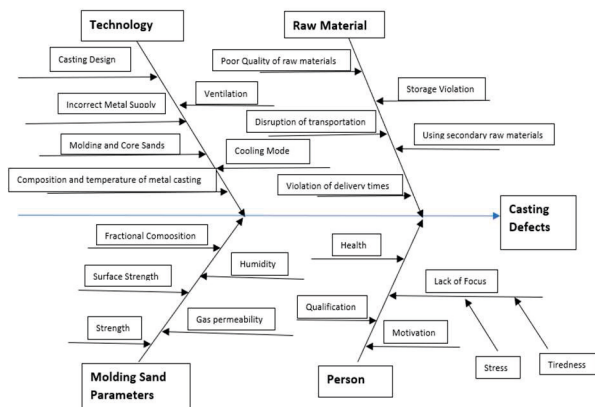 Technology
Raw Material
Casting Design
Poor Quality of raw materials
Ventilation
Storage Violation
Incorrect Metal Supply
Disruption of transportation
Using secondary raw materials
Molding and Core Sands
Cooling Mode
Composition and temperature of metal casting
Violation of delivery times
Casting
Defects
Fractional Composition
Health
Humidity
Surface Strength
Lack of Focus
Qualification
Gas permeability
Strength
Motivation
Stress
Tiredness
Molding Sand
Parameters
Person